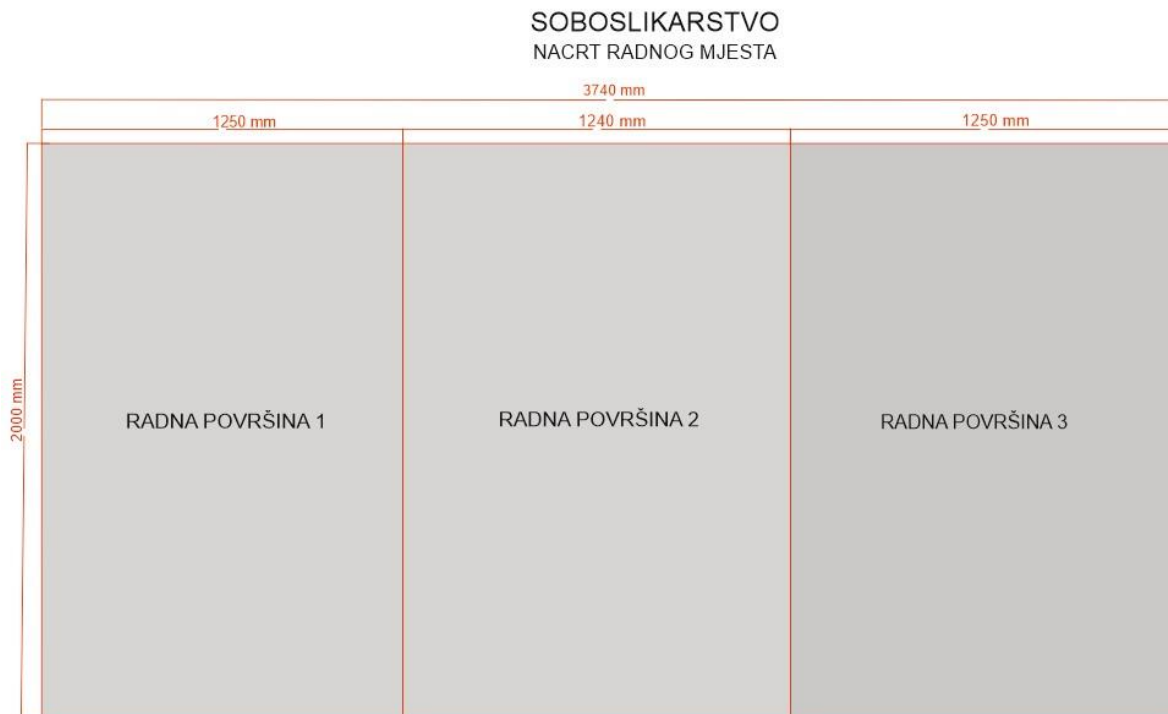 SOBOSLIKARSTVO
NACRT RADNOG MJESTA
3740 mm
1250 mm
1240 mm
1250 mm
2000 mm
RADNA POVRŠINA 1
RADNA POVRŠINA 2
RADNA POVRŠINA 3